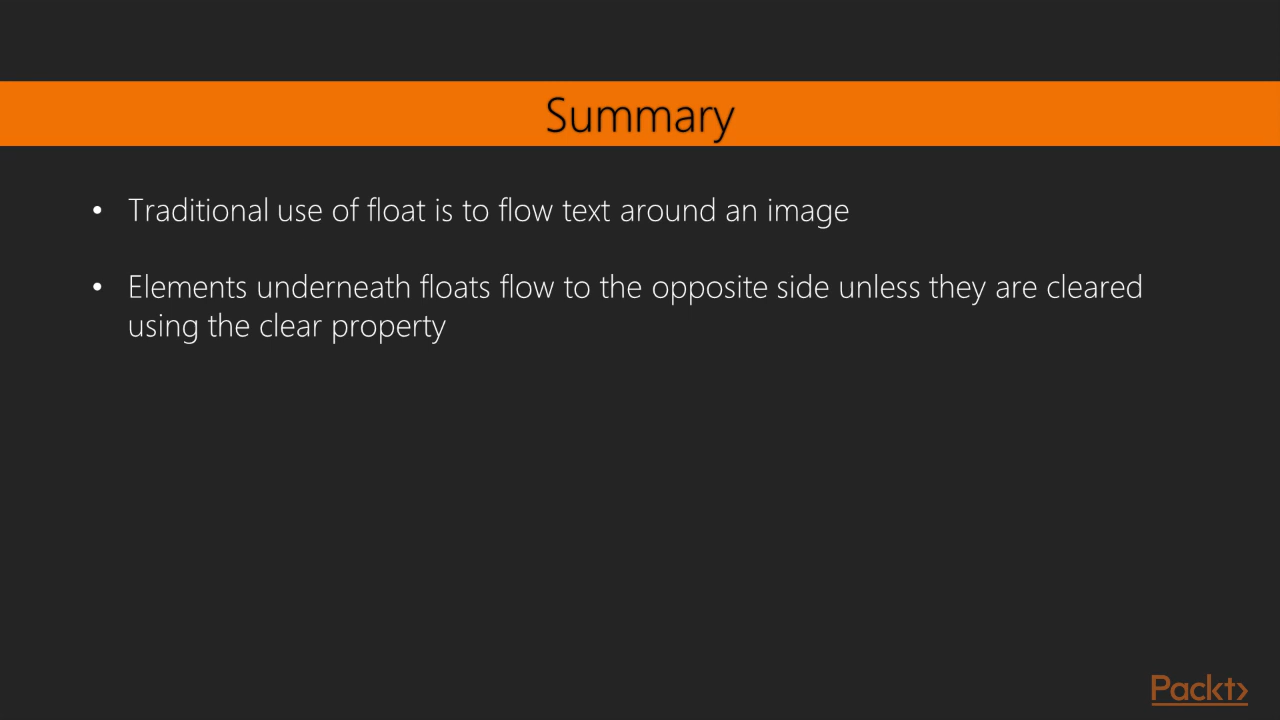 Summary
• Traditional use of float is to flow text around an image
• Elements underneath floats flow to the opposite side unless they are cleared
using the clear property
Packt>